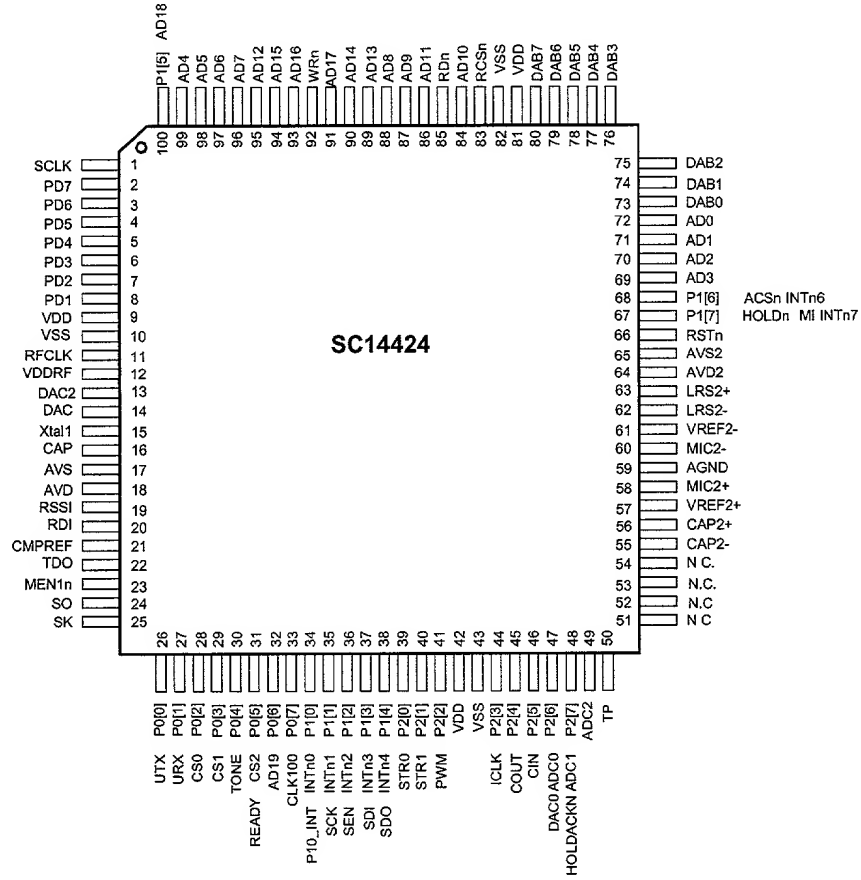 AD18
P1[5]
AD4
AD5
AD6
AD7
AD12
AD15
AD16
WRn
AD17
AD14
AD13
AD8
AD9
AD11
RDn
AD10
RCSn
VSS
VDD
DAB7
DAB6
DAB5
DAB4
DAB3
100 99 98 97 96 95 94 93 92 91 90 89 88 87 86 85 84 83 82 81 80 79 78 77 76
SCLK 1
PD7 2
PD6 3
PD5 4
PD4 5
PD3 6
PD2 7
PD1 8
VDD 9
VSS 10
RFCLK 11
VDDRF 12
DAC2 13
DAC 14
Xtal1 15
CAP 16
AVS 17
AVD 18
RSSI 19
RDI 20
CMPREF 21
TDO 22
MEN1n 23
SO 24
SK 25
SC14424
75 DAB2
74 DAB1
73 DAB0
72 AD0
71 AD1
70 AD2
69 AD3
68 P1[6] ACSn INTn6
67 P1[7] HOLDn MI INTn7
66 RSTn
65 AVS2
64 AVD2
63 LRS2+
62 LRS2-
61 VREF2-
60 MIC2-
59 AGND
58 MIC2+
57 VREF2+
56 CAP2+
55 CAP2-
54 N C.
53 N.C.
52 N.C
51 N C
26 27 28 29 30 31 32 33 34 35 36 37 38 39 40 41 42 43 44 45 46 47 48 49 50
UTX P0[0]
URX P0[1]
CS0 P0[2]
CS1 P0[3]
TONE P0[4]
READY CS2 P0[5]
AD19 P0[6]
CLK100 P0[7]
P10_INT INTn0 P1[0]
SCK INTn1 P1[1]
SEN INTn2 P1[2]
SDI INTn3 P1[3]
SDO INTn4 P1[4]
STR0 P2[0]
STR1 P2[1]
PWM P2[2]
VDD
VSS
ICLK P2[3]
COUT P2[4]
CIN P2[5]
DAC0 ADC0 P2[6]
HOLDACKN ADC1 P2[7]
ADC2
TP